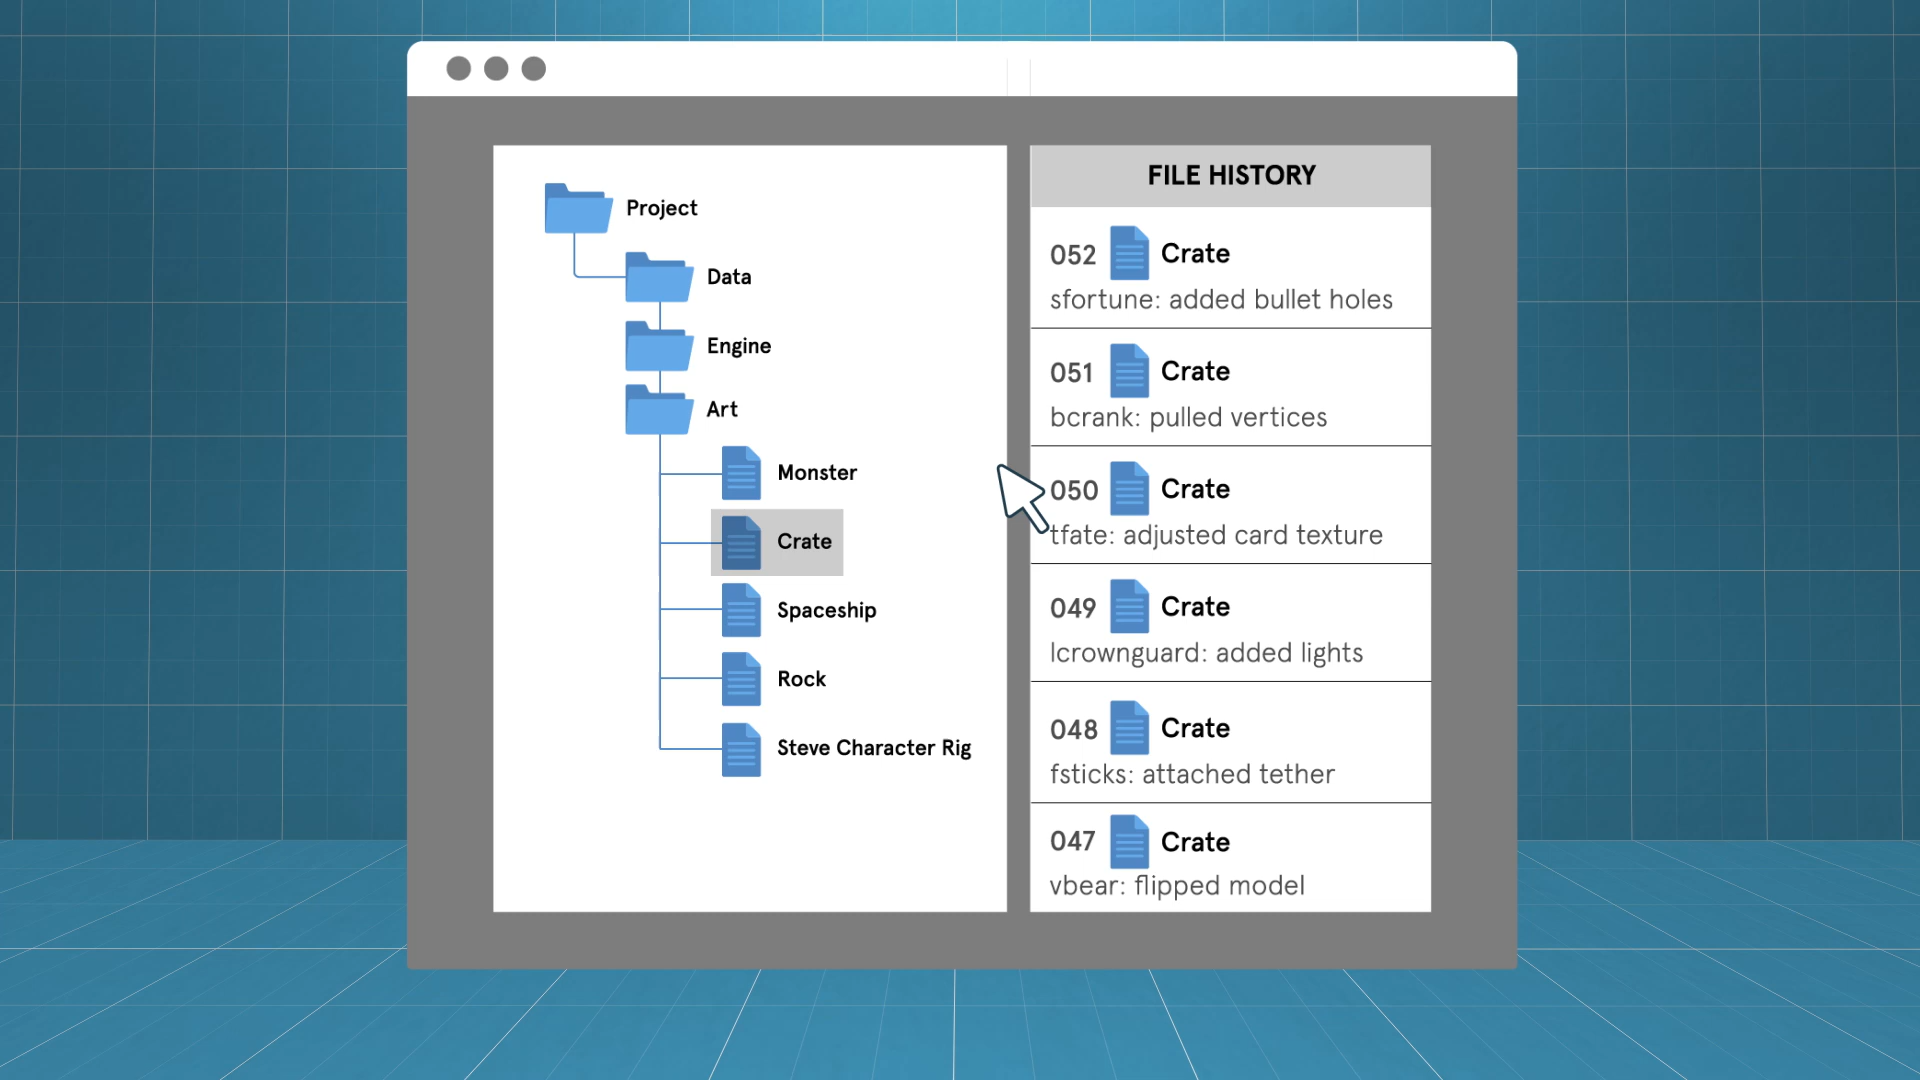 Project
Data
Engine
Art
Monster
Crate
Spaceship
Rock
Steve Character Rig
FILE HISTORY
052 Crate
sfortune: added bullet holes
051 Crate
bcrank: pulled vertices
050 Crate
tfate: adjusted card texture
049 Crate
lcrownguard: added lights
048 Crate
fsticks: attached tether
047 Crate
vbear: flipped model